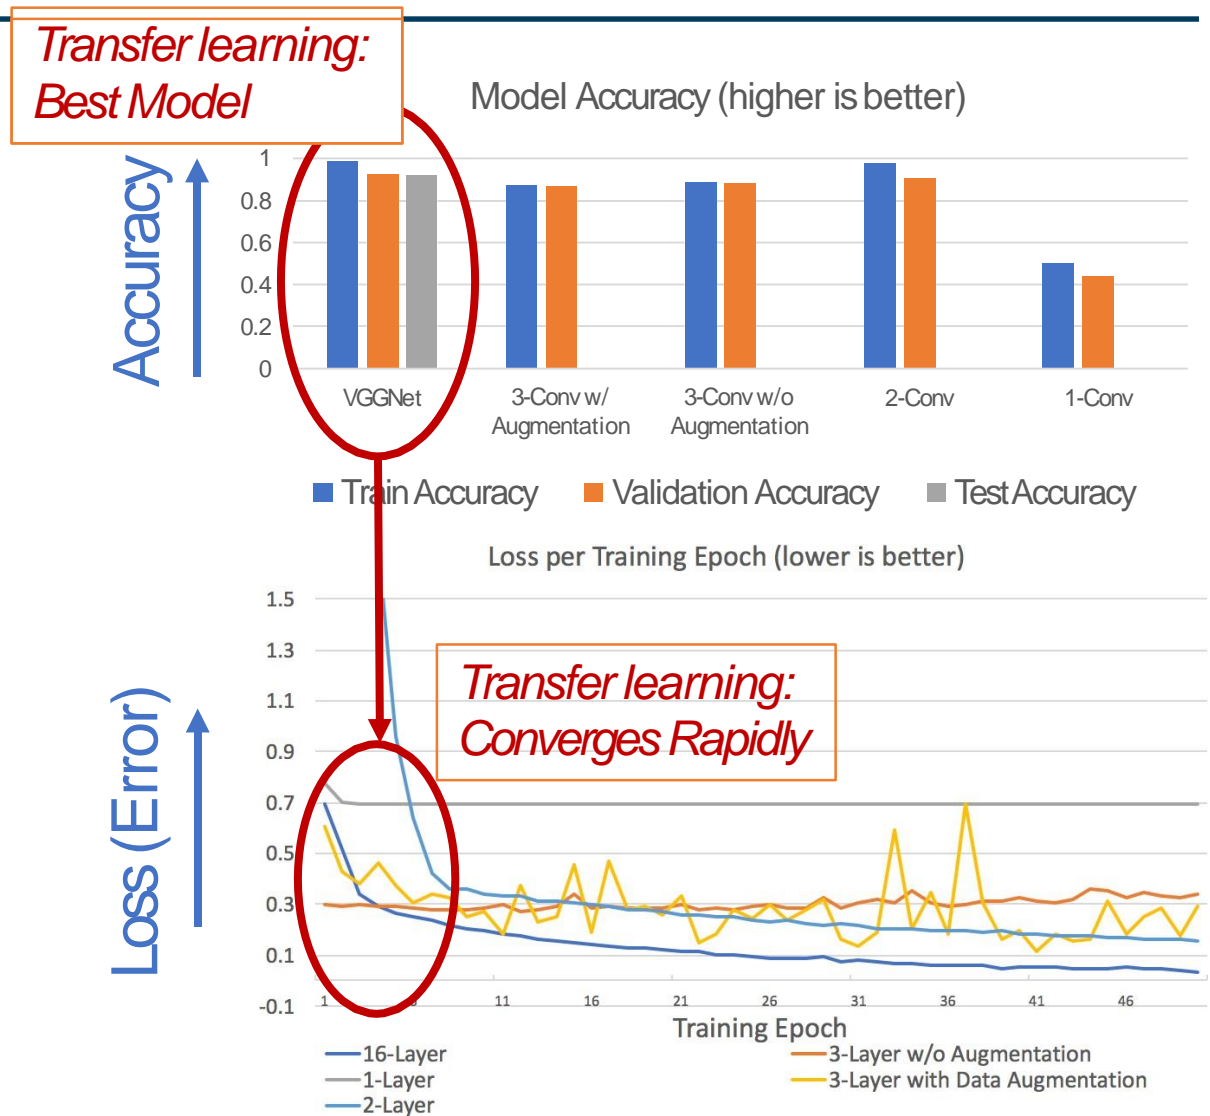 Transfer learning:
Best Model
Model Accuracy (higher is better)
Accuracy
1
0.8
0.6
0.4
0.2
0
VGGNet
3-Conv w/
Augmentation
3-Conv w/o
Augmentation
2-Conv
1-Conv
Train Accuracy
Validation Accuracy
Test Accuracy
Loss per Training Epoch (lower is better)
Loss (Error)
1.5
1.3
1.1
0.9
0.7
0.5
0.3
0.1
-0.1
Transfer learning:
Converges Rapidly
1
11
16
21
26
31
36
41
46
Training Epoch
16-Layer
3-Layer w/o Augmentation
1-Layer
3-Layer with Data Augmentation
2-Layer